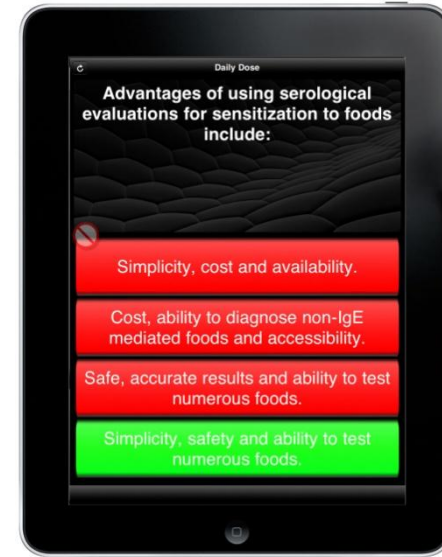 Daily Dose
Advantages of using serological
evaluations for sensitization to foods
include:
Simplicity, cost and availability.
Cost, ability to diagnose non-IgE
mediated foods and accessibility.
Safe, accurate results and ability to test
numerous foods.
Simplicity, safety and ability to test
numerous foods.